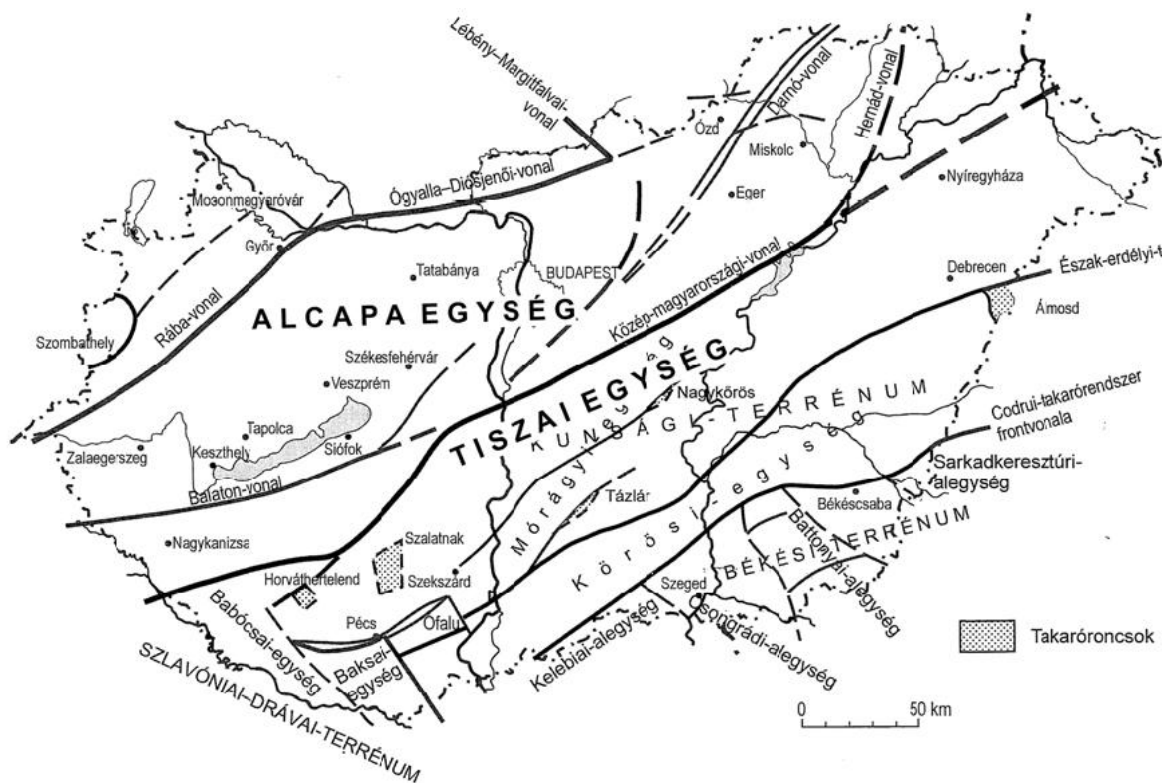 Lébény–Margitfalvai-
vonal
Darnó-vonal
Hernád-vonal
Ózd
Miskolc
Nyíregyháza
Eger
Mosonmagyaróvár
Ógyalla–Diósjenői-vonal
Győr
Tatabánya
BUDAPEST
Közép-magyarországi-vonal
Debrecen
Észak-erdélyi-t
Ámosd
ALCAPA EGYSÉG
Rába-vonal
Szombathely
Székesfehérvár
Veszprém
TISZAI EGYSÉG
Nagykőrös
KUNSÁGI-TERRÉNUM
Codrui-takarórendszer
frontvonala
Tapolca
Zalaegerszeg
Keszthely
Siófok
Balaton-vonal
Sarkadkeresztúri-
alegység
Mórágyi-egység
Tázlár
Békéscsaba
Körösi-egység
Battonyai-alegység
BÉKÉSI TERRÉNUM
Nagykanizsa
Szalatnak
Szekszárd
Horváthertelend
Szeged
Csongrádi-alegység
Kelebiai-alegység
Pécs
Ófalu
Babócsai-egység
Baksai-
egység
SZLAVÓNIAI–DRÁVAI-TERRÉNUM
Takaróroncsok
0 50 km